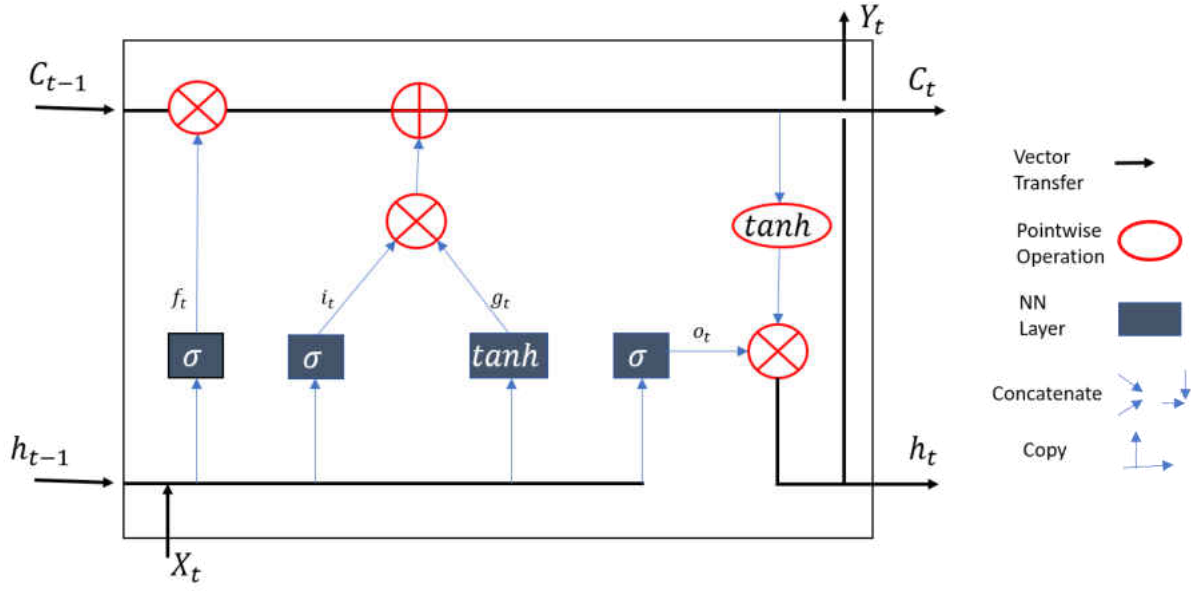 Y_t
C_{t-1}
C_t
Vector
Transfer
tanh
Pointwise
Operation
f_t
i_t
g_t
NN
Layer
o_t
σ
σ
tanh
σ
Concatenate
h_{t-1}
h_t
Copy
X_t